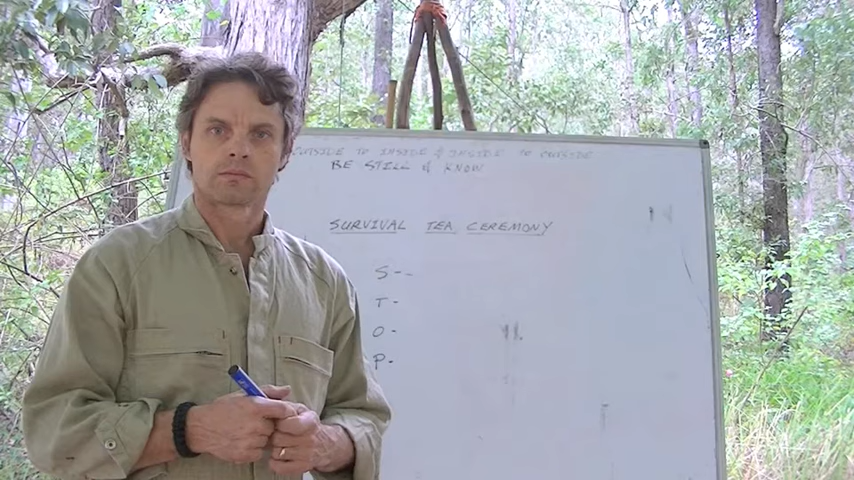 OUTSIDE TO INSIDE & INSIDE TO OUTSIDE
BE STILL & KNOW
SURVIVAL TEA CEREMONY
S--
T-
O-
P-